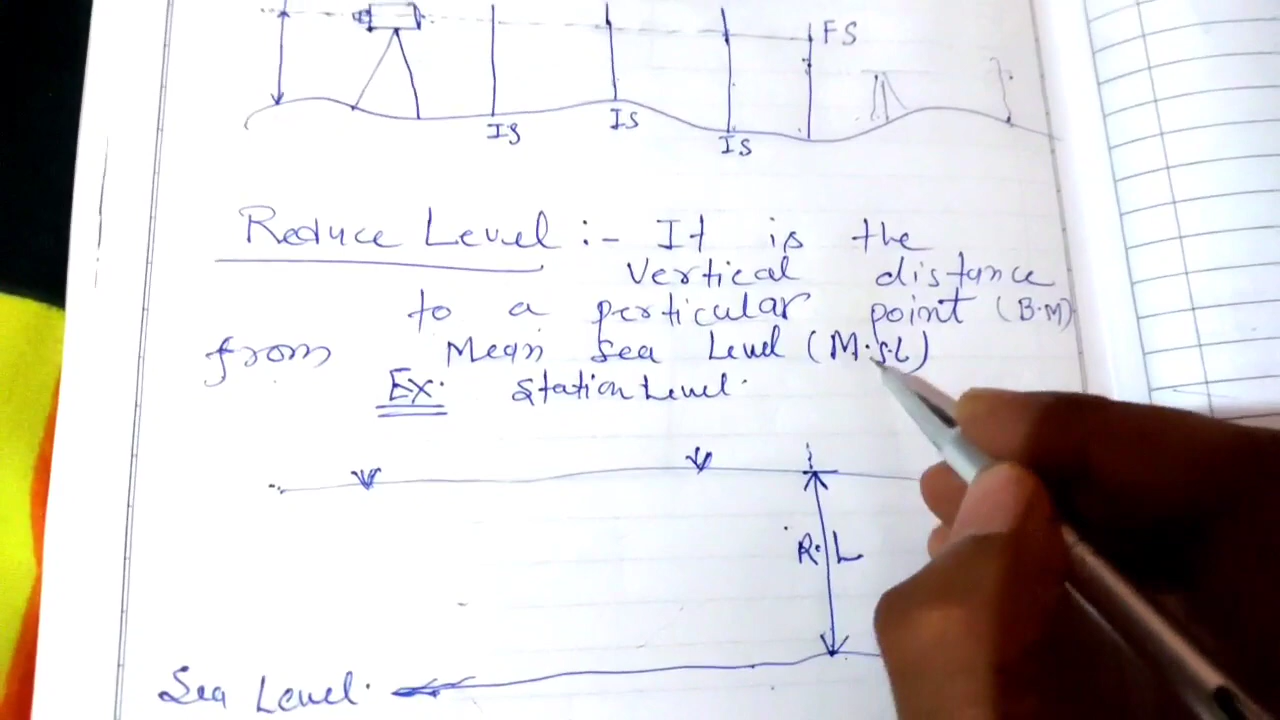 FS
IS
IS
IS
Reduce Level :- It is the
vertical distance
to a perticular point (B.M)
from Mean Sea Level (M.S.L)
Ex. Station Level.
R.L
Sea Level.